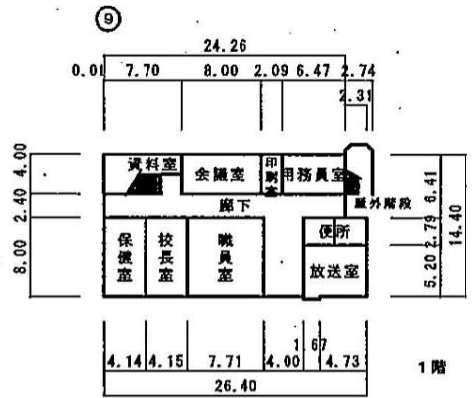 ⑨
24.26
0.01 7.70 8.00 2.09 6.47 2.74
2.31
4.00
2.40
8.00
資料室
会議室
印刷室
用務員室
廊下
屋外階段
保健室
校長室
職員室
便所
放送室
6.41
2.79
5.20
14.40
1.67
4.14 4.15 7.71 4.00 4.73
26.40
1階